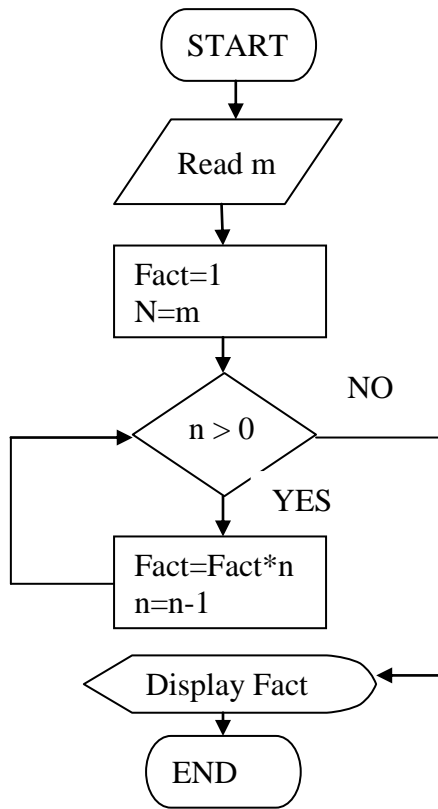 START
Read m
Fact=1
N=m
n > 0
NO
YES
Fact=Fact*n
n=n-1
Display Fact
END